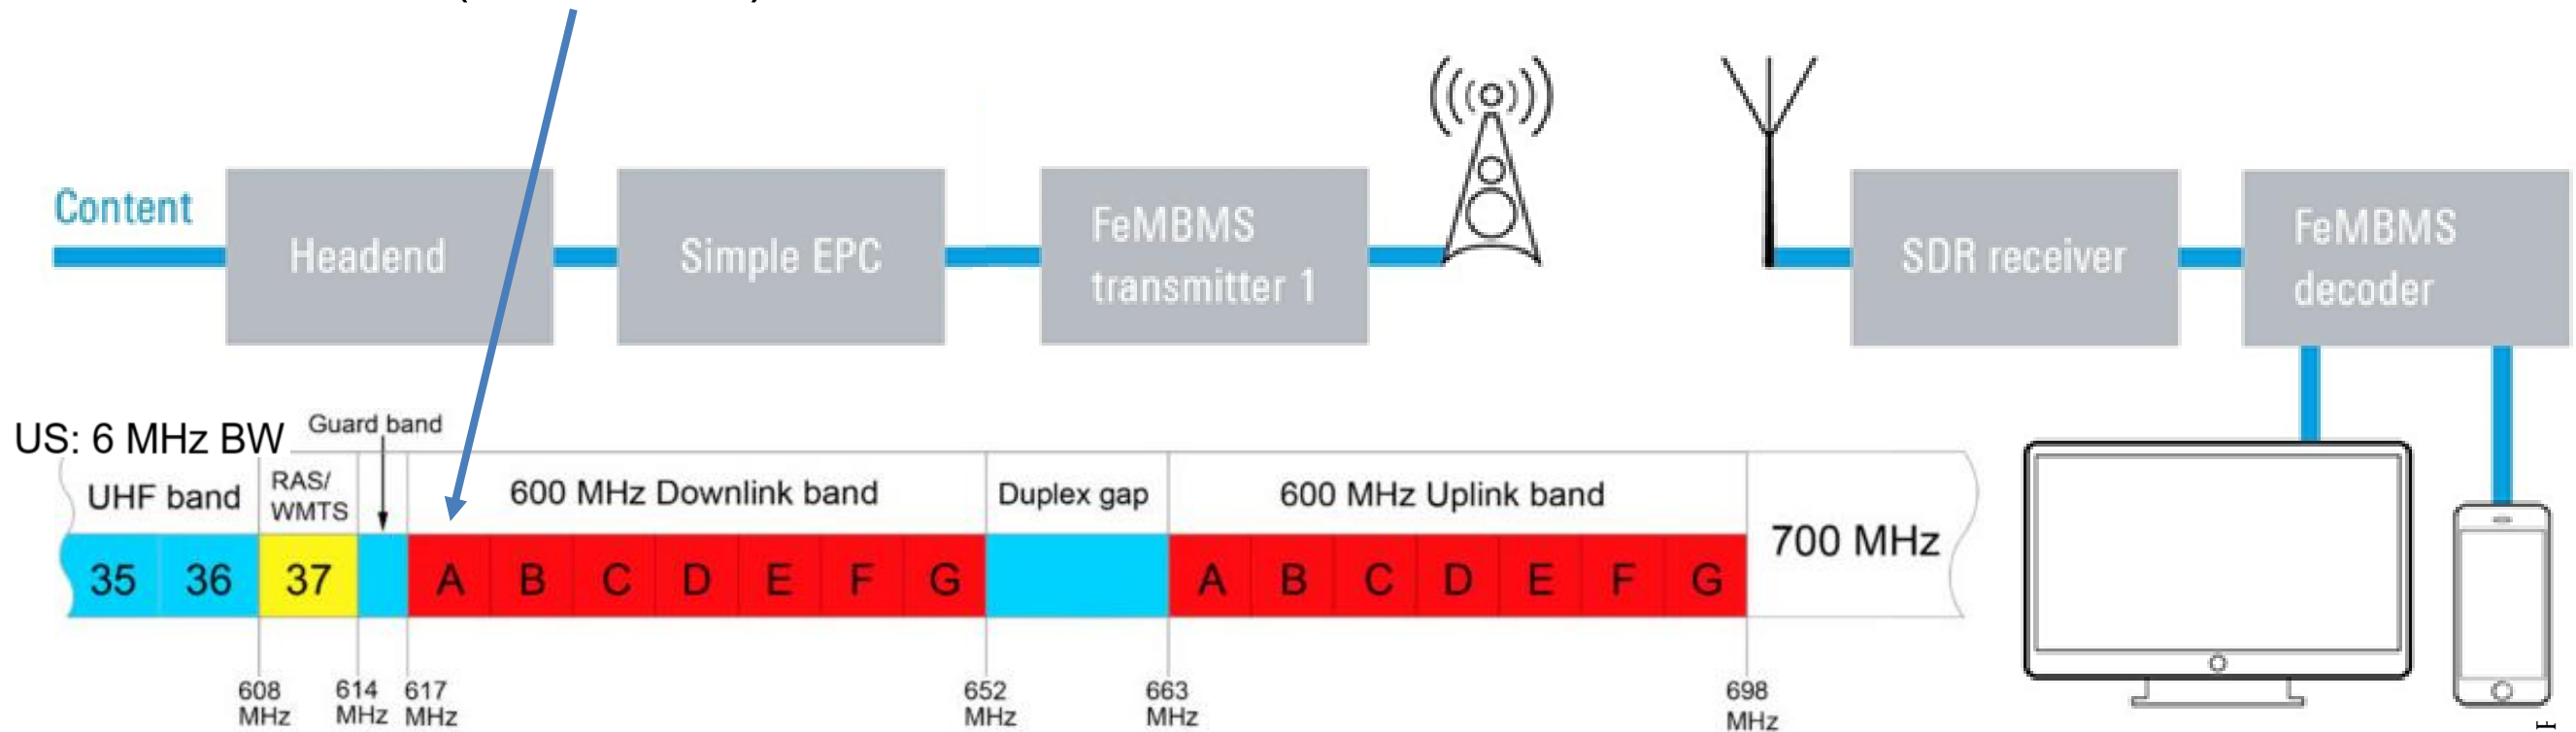 Content
Headend
Simple EPC
FeMBMS
transmitter 1
SDR receiver
FeMBMS
decoder
US: 6 MHz BW
Guard band
UHF band
RAS/
WMTS
600 MHz Downlink band
Duplex gap
600 MHz Uplink band
700 MHz
35 36 37 A B C D E F G A B C D E F G
608
MHz
614
MHz
617
MHz
652
MHz
663
MHz
698
MHz